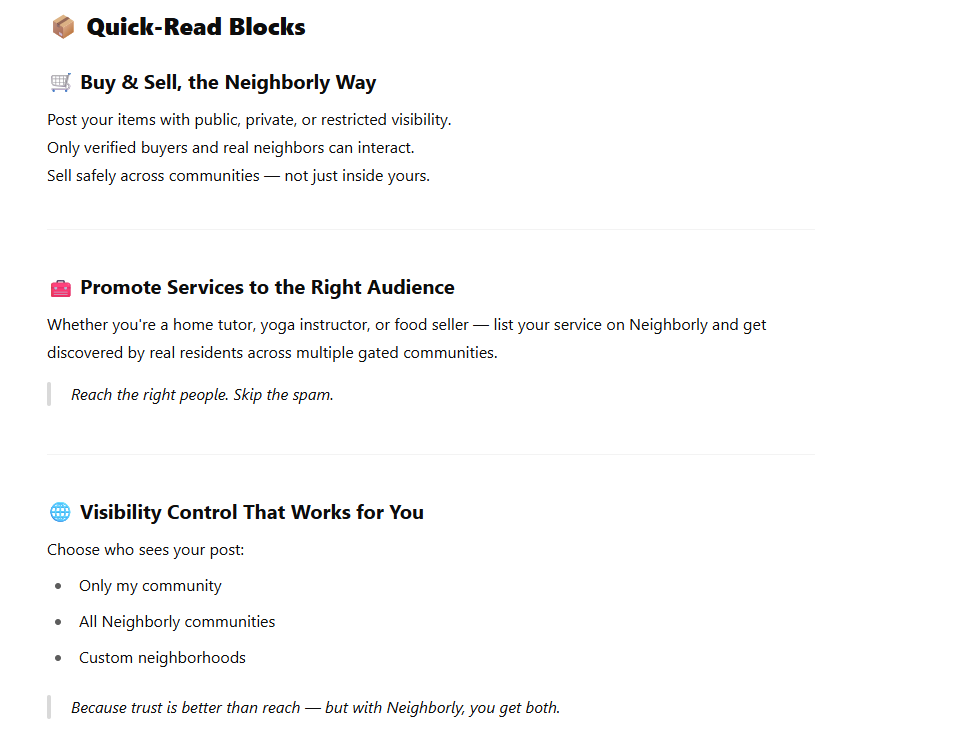 Quick-Read Blocks
Buy & Sell, the Neighborly Way
Post your items with public, private, or restricted visibility.
Only verified buyers and real neighbors can interact.
Sell safely across communities — not just inside yours.
Promote Services to the Right Audience
Whether you're a home tutor, yoga instructor, or food seller — list your service on Neighborly and get
discovered by real residents across multiple gated communities.
Reach the right people. Skip the spam.
Visibility Control That Works for You
Choose who sees your post:
Only my community
All Neighborly communities
Custom neighborhoods
Because trust is better than reach — but with Neighborly, you get both.